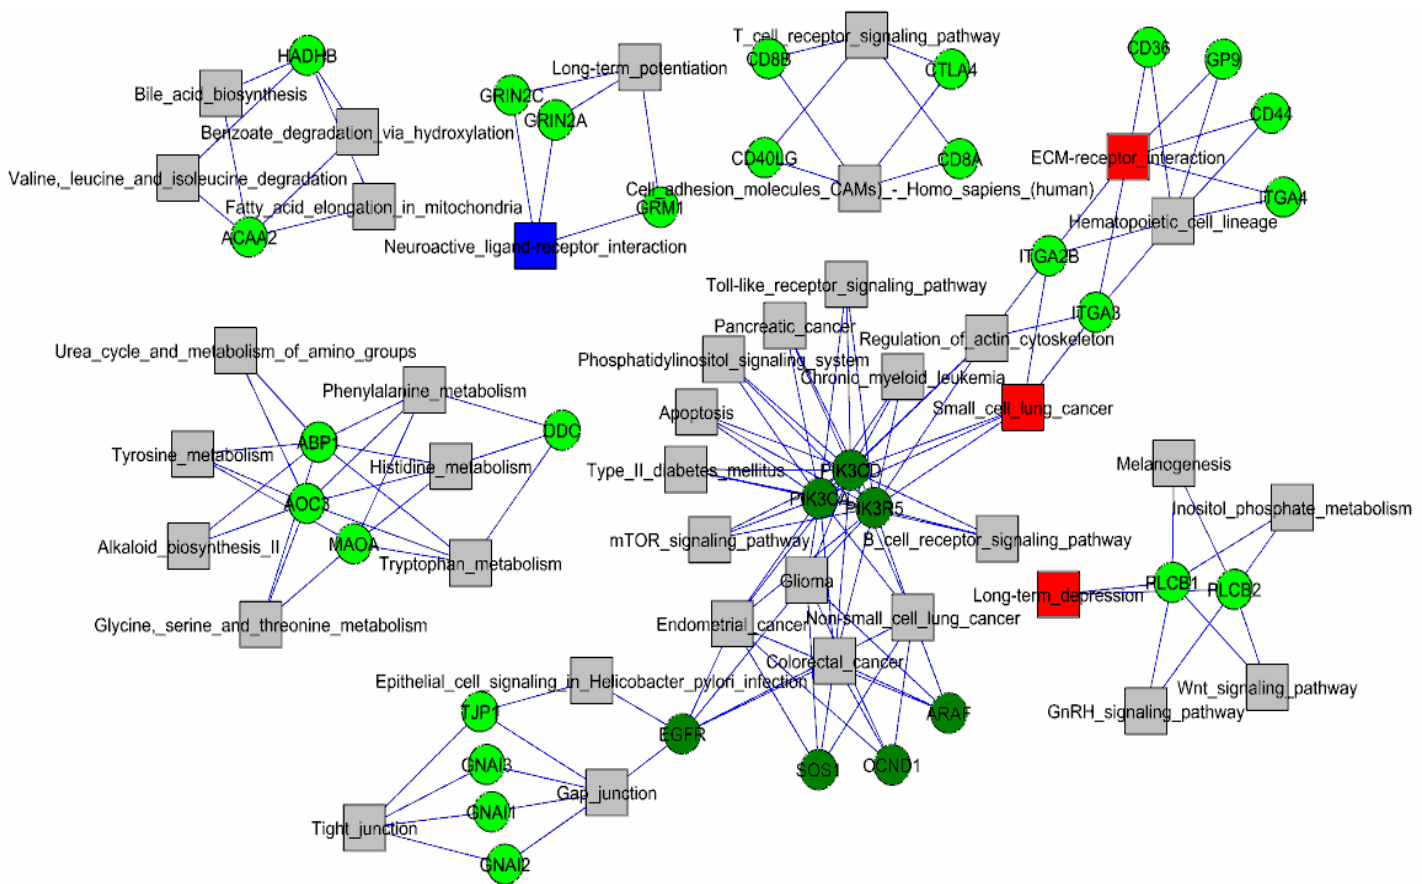 HADHB
Bile_acid_biosynthesis
Benzoate_degradation_via_hydroxylation
Valine,_leucine_and_isoleucine_degradation
Fatty_acid_elongation_in_mitochondria
ACAA2
Long-term_potentiation
GRIN2C
GRIN2A
GRM1
Neuroactive_ligand-receptor_interaction
T_cell_receptor_signaling_pathway
CD8B
CTLA4
CD40LG
CD8A
Cell_adhesion_molecules_CAMs)_-_Homo_sapiens_(human)
CD36
GP9
CD44
ECM-receptor_interaction
ITGA4
Hematopoietic_cell_lineage
ITGA2B
ITGA3
Toll-like_receptor_signaling_pathway
Pancreatic_cancer
Regulation_of_actin_cytoskeleton
Phosphatidylinositol_signaling_system
Chronic_myeloid_leukemia
Apoptosis
Small_cell_lung_cancer
Type_II_diabetes_mellitus
PIK3CD
PIK3CA
PIK3R5
mTOR_signaling_pathway
B_cell_receptor_signaling_pathway
Glioma
Endometrial_cancer
Non-small_cell_lung_cancer
Colorectal_cancer
Urea_cycle_and_metabolism_of_amino_groups
Phenylalanine_metabolism
ABP1
DDC
Tyrosine_metabolism
Histidine_metabolism
AOC3
MAOA
Alkaloid_biosynthesis_II
Tryptophan_metabolism
Glycine,_serine_and_threonine_metabolism
Melanogenesis
Inositol_phosphate_metabolism
PLCB1
PLCB2
Long-term_depression
Wnt_signaling_pathway
GnRH_signaling_pathway
Epithelial_cell_signaling_in_Helicobacter_pylori_infection
TJP1
EGFR
ARAF
SOS1
CCND1
GNAI3
Gap_junction
GNAI1
Tight_junction
GNAI2